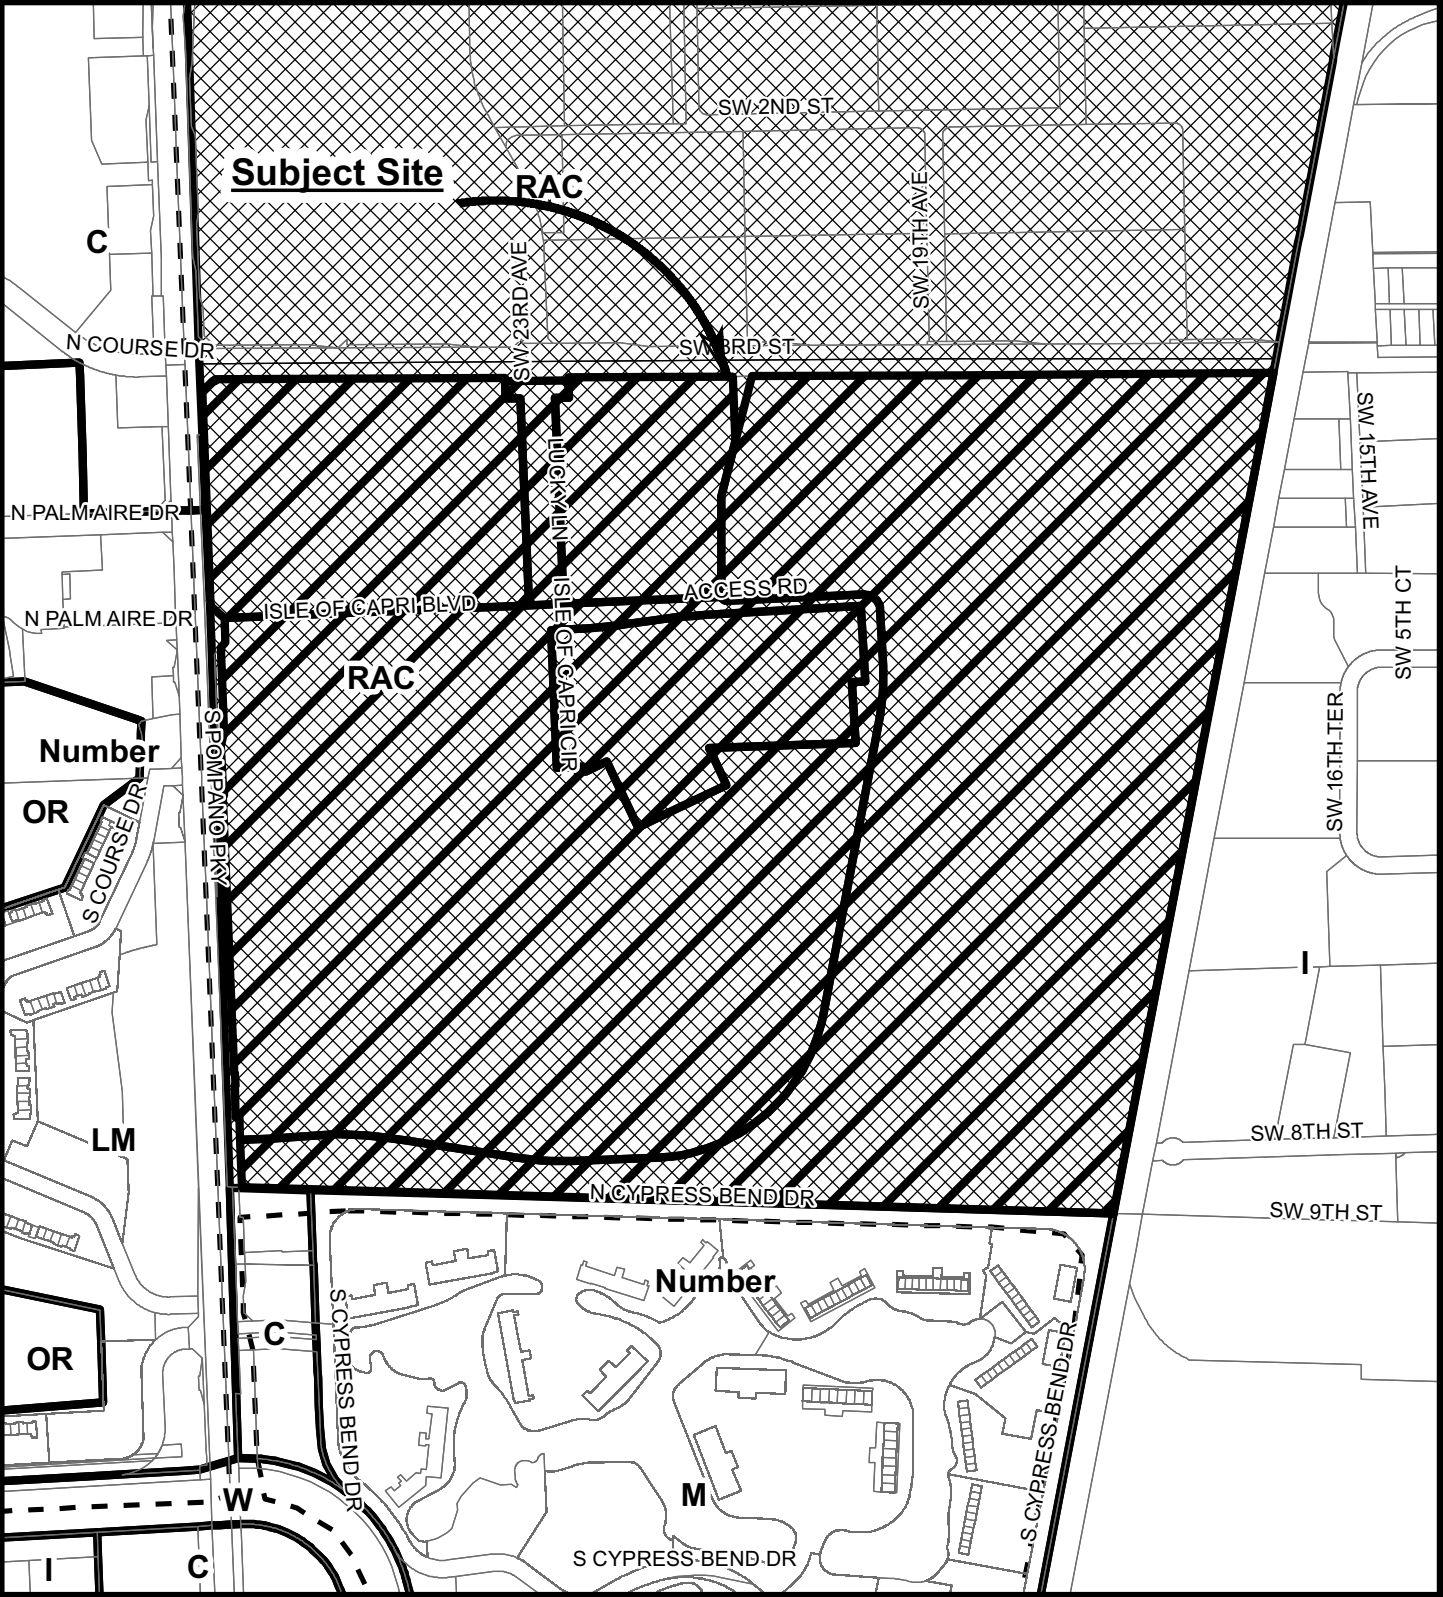 SW 2ND ST
Subject Site
RAC
SW 19TH AVE
C
SW 23RD AVE
N COURSE DR
SW 3RD ST
SW 15TH AVE
LUCKY LN
N PALM AIRE DR
ISLE OF CAPRI BLVD
ACCESS RD
N PALM AIRE DR
SW 5TH CT
ISLE OF CAPRI CIR
RAC
SW 16TH TER
Number
S POMPANO PKY
OR
S COURSE DR
I
LM
SW 8TH ST
N CYPRESS BEND DR
SW 9TH ST
Number
C
S CYPRESS BEND DR
OR
S CYPRESS BEND DR
W
M
S CYPRESS BEND DR
I
C